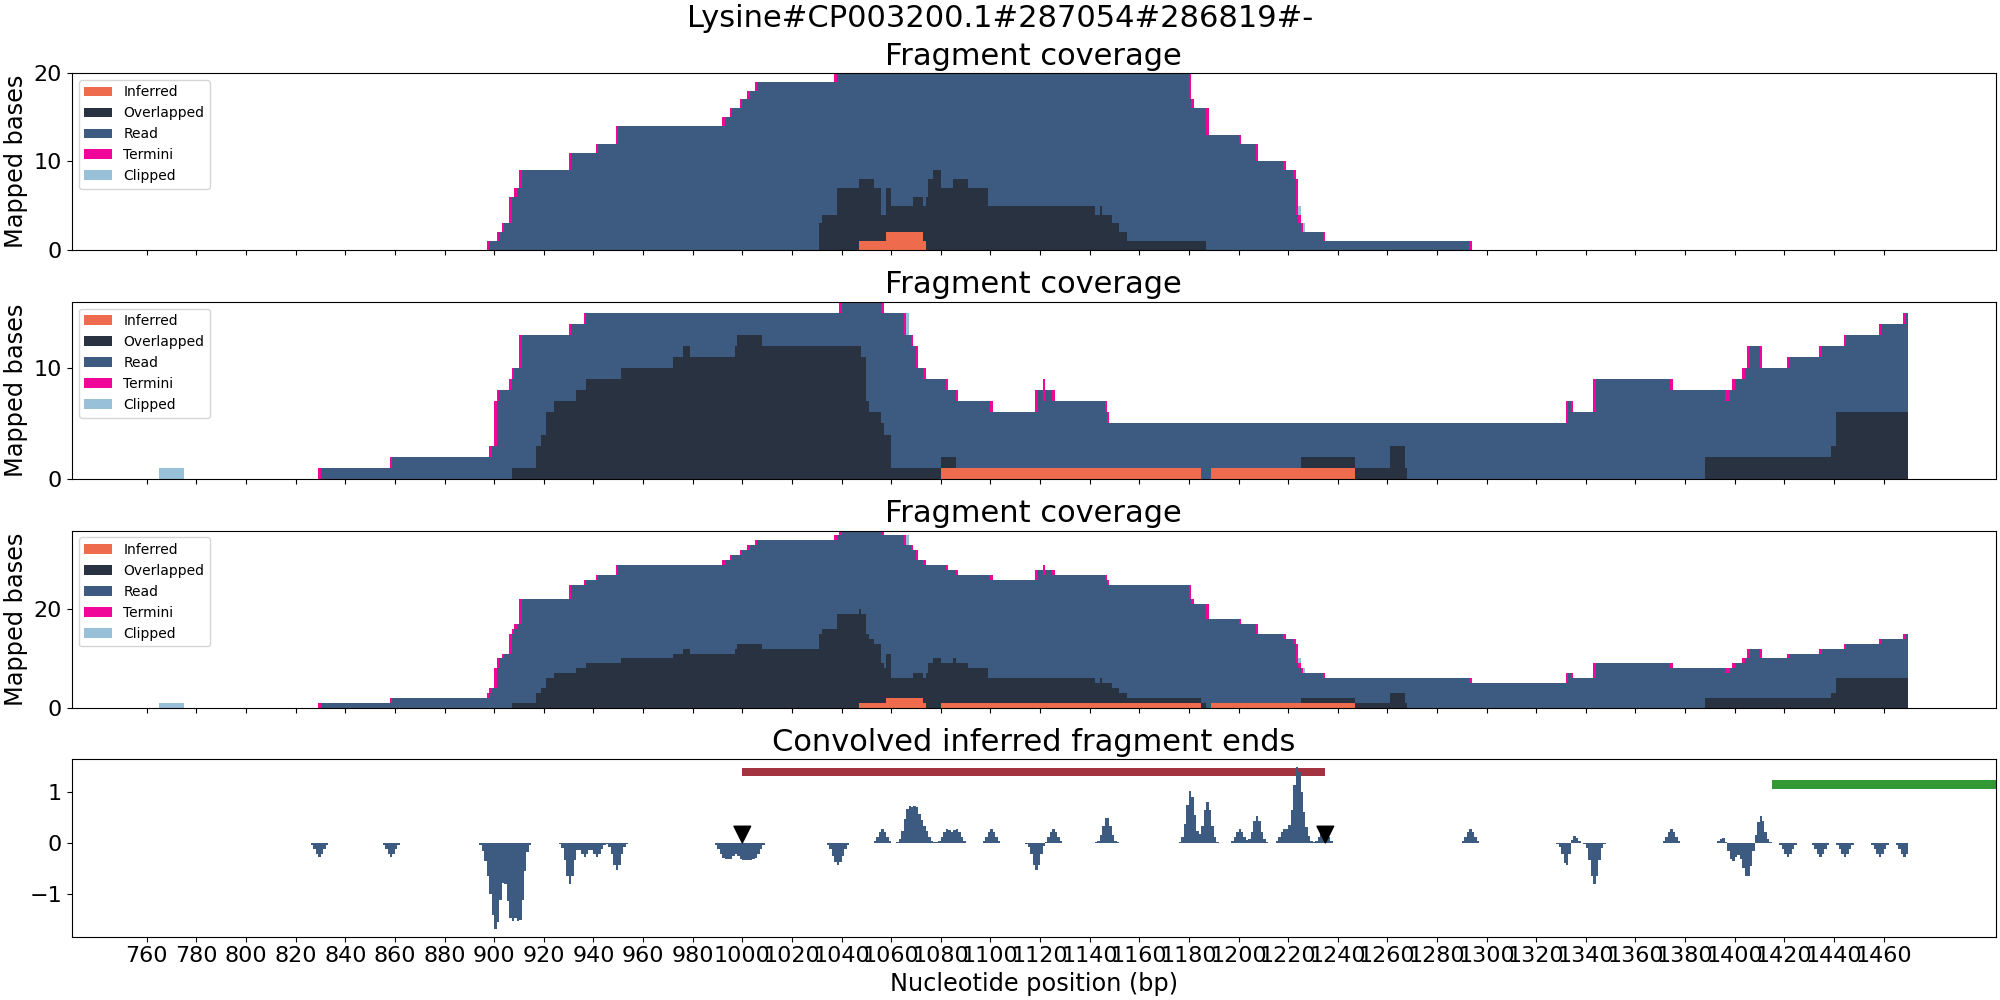 Lysine#CP003200.1#287054#286819#-
Fragment coverage
Mapped bases
20
10
0
Inferred
Overlapped
Read
Termini
Clipped
Fragment coverage
Mapped bases
10
0
Inferred
Overlapped
Read
Termini
Clipped
Fragment coverage
Mapped bases
20
0
Inferred
Overlapped
Read
Termini
Clipped
Convolved inferred fragment ends
1
0
−1
760 780 800 820 840 860 880 900 920 940 960 980 1000 1020 1040 1060 1080 1100 1120 1140 1160 1180 1200 1220 1240 1260 1280 1300 1320 1340 1360 1380 1400 1420 1440 1460
Nucleotide position (bp)